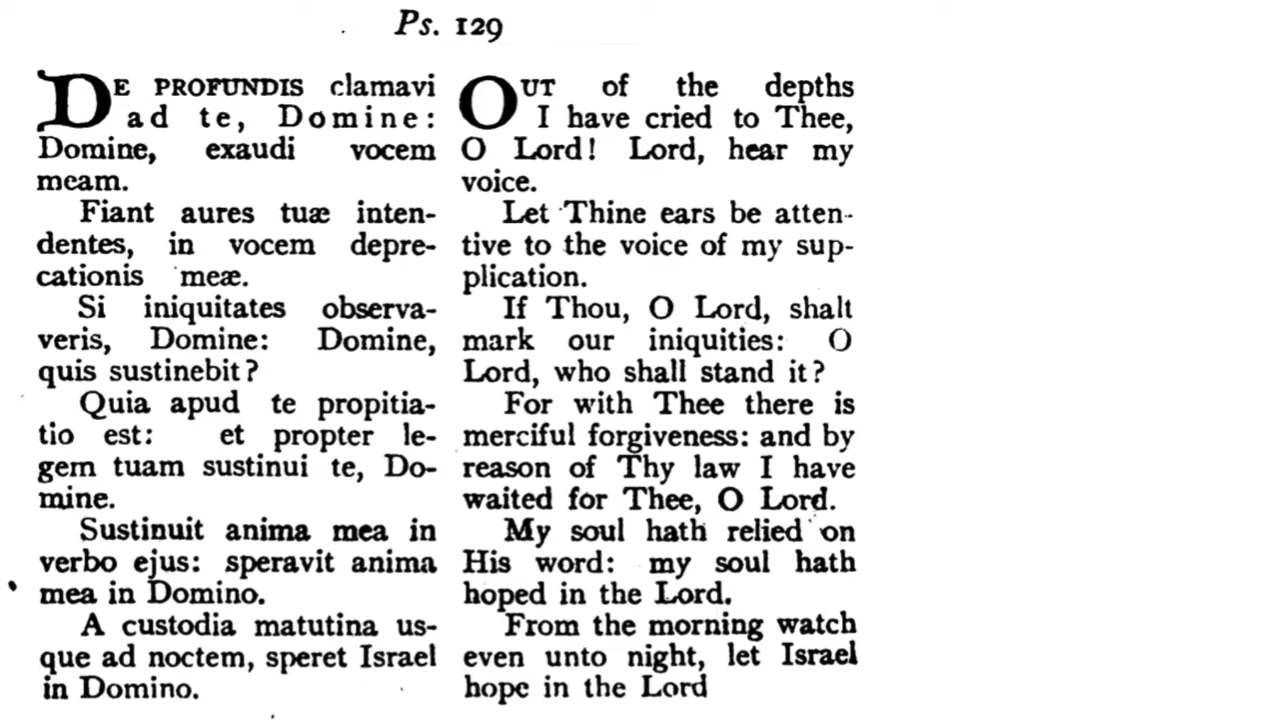 Ps. 129
DE PROFUNDIS clamavi
ad te, Domine:
Domine, exaudi vocem
meam.
Fiant aures tuæ inten-
dentes, in vocem depre-
cationis meæ.
Si iniquitates observa-
veris, Domine: Domine,
quis sustinebit?
Quia apud te propitia-
tio est: et propter le-
gem tuam sustinui te, Do-
mine.
Sustinuit anima mea in
verbo ejus: speravit anima
mea in Domino.
A custodia matutina us-
que ad noctem, speret Israel
in Domino.
OUT of the depths
I have cried to Thee,
O Lord! Lord, hear my
voice.
Let Thine ears be atten-
tive to the voice of my sup-
plication.
If Thou, O Lord, shalt
mark our iniquities: O
Lord, who shall stand it?
For with Thee there is
merciful forgiveness: and by
reason of Thy law I have
waited for Thee, O Lord.
My soul hath relied on
His word: my soul hath
hoped in the Lord.
From the morning watch
even unto night, let Israel
hope in the Lord